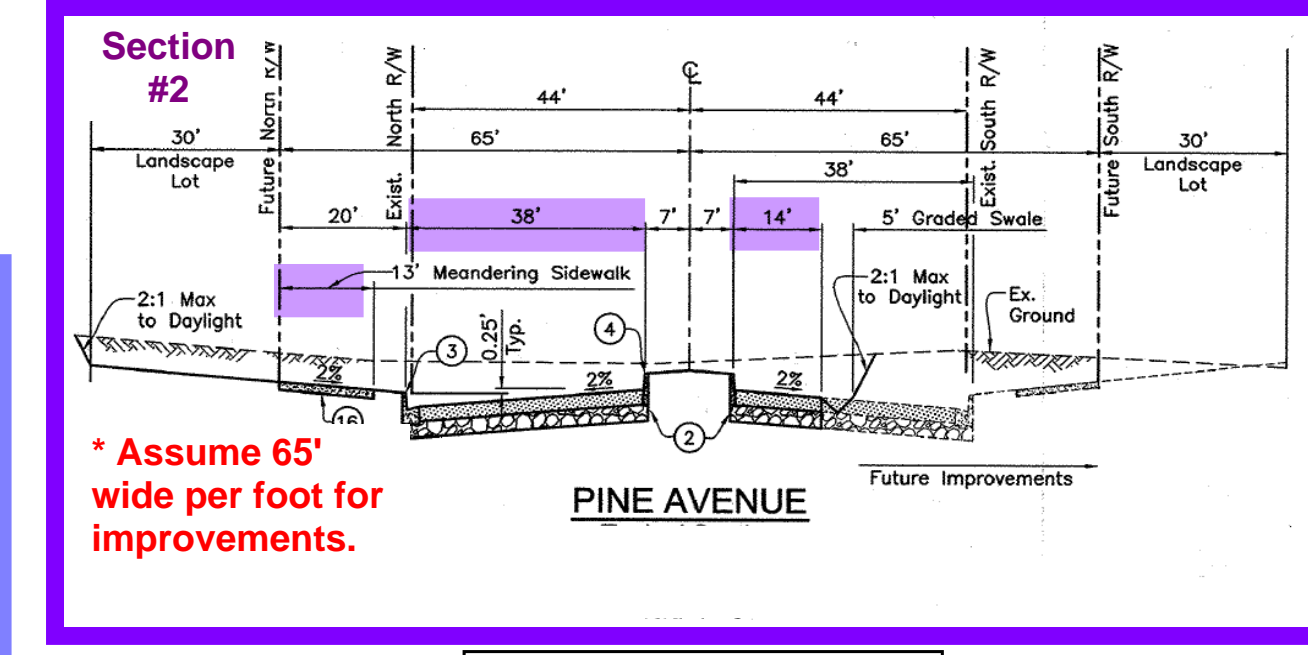 Section
#2
Future North R/W
Exist. North R/W
℄
Exist. South R/W
Future South R/W
44' 44'
30' 65' 65' 30'
Landscape
Lot
Landscape
Lot
38'
20' 38' 7' 7' 14' 5' Graded Swale
13' Meandering Sidewalk
2:1 Max
to Daylight
2:1 Max
to Daylight
Ex.
Ground
0.25'
Typ.
4
3
2% 2% 2%
16
2
* Assume 65'
wide per foot for
improvements.
Future Improvements
PINE AVENUE